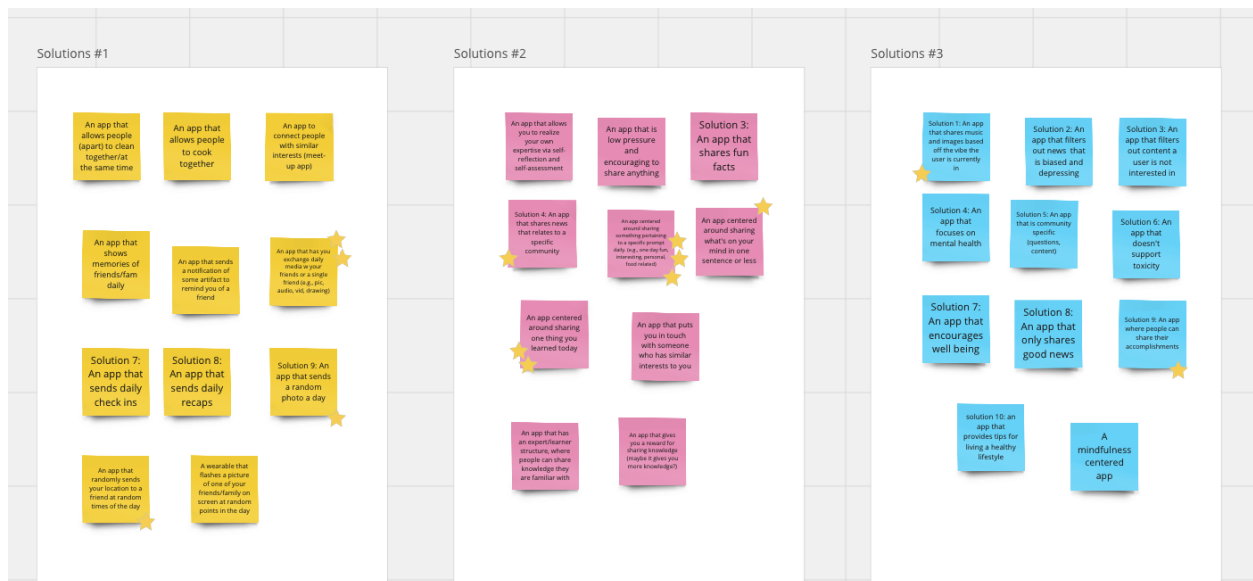 Solutions #1
An app that
allows people
(apart) to clean
together/at
the same time
An app that
allows people
to cook
together
An app to
connect people
with similar
interests (meet-
up app)
An app that
shows
memories of
friends/fam
daily
An app that sends
a notification of
some artifact to
remind you of a
friend
An app that has you
exchange daily
media w your
friends or a single
friend (e.g., pic,
audio, vid, drawing)
Solution 7:
An app that
sends daily
check ins
Solution 8:
An app that
sends daily
recaps
Solution 9: An
app that sends
a random
photo a day
An app that
randomly sends
your location to a
friend at random
times of the day
A wearable that
flashes a picture
of one of your
friends/family on
screen at random
points in the day
Solutions #2
An app that allows
you to realize
your own
expertise via self-
reflection and
self-assessment
An app that is
low pressure
and
encouraging to
share anything
Solution 3:
An app that
shares fun
facts
Solution 4: An app
that shares news
that relates to a
specific
community
An app centered
around sharing
something pertaining
to a specific prompt
daily. (e.g., one day fun,
interesting, personal,
food related)
An app centered
around sharing
what's on your
mind in one
sentence or less
An app centered
around sharing
one thing you
learned today
An app that puts
you in touch
with someone
who has similar
interests to you
An app that has
an expert/learner
structure, where
people can share
knowledge they
are familiar with
An app that gives
you a reward for
sharing knowledge
(maybe it gives you
more knowledge?)
Solutions #3
Solution 1: An app
that shares music
and images based
off the vibe the
user is currently
in
Solution 2: An
app that filters
out news that
is biased and
depressing
Solution 3: An
app that filters
out content a
user is not
interested in
Solution 4: An
app that
focuses on
mental health
Solution 5: An app
that is community
specific
(questions,
content)
Solution 6: An
app that
doesn't
support
toxicity
Solution 7:
An app that
encourages
well being
Solution 8:
An app that
only shares
good news
Solution 9: An app
where people can
share their
accomplishments
solution 10: an
app that
provides tips for
living a healthy
lifestyle
A
mindfulness
centered
app